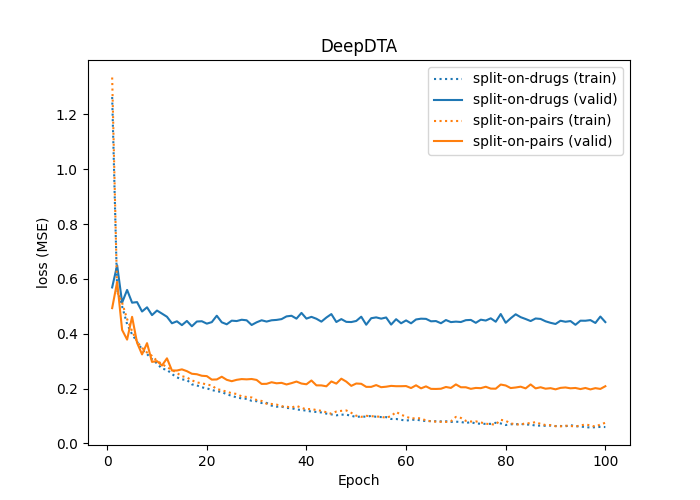 DeepDTA
split-on-drugs (train)
split-on-drugs (valid)
split-on-pairs (train)
split-on-pairs (valid)
loss (MSE)
1.2
1.0
0.8
0.6
0.4
0.2
0.0
0 20 40 60 80 100
Epoch